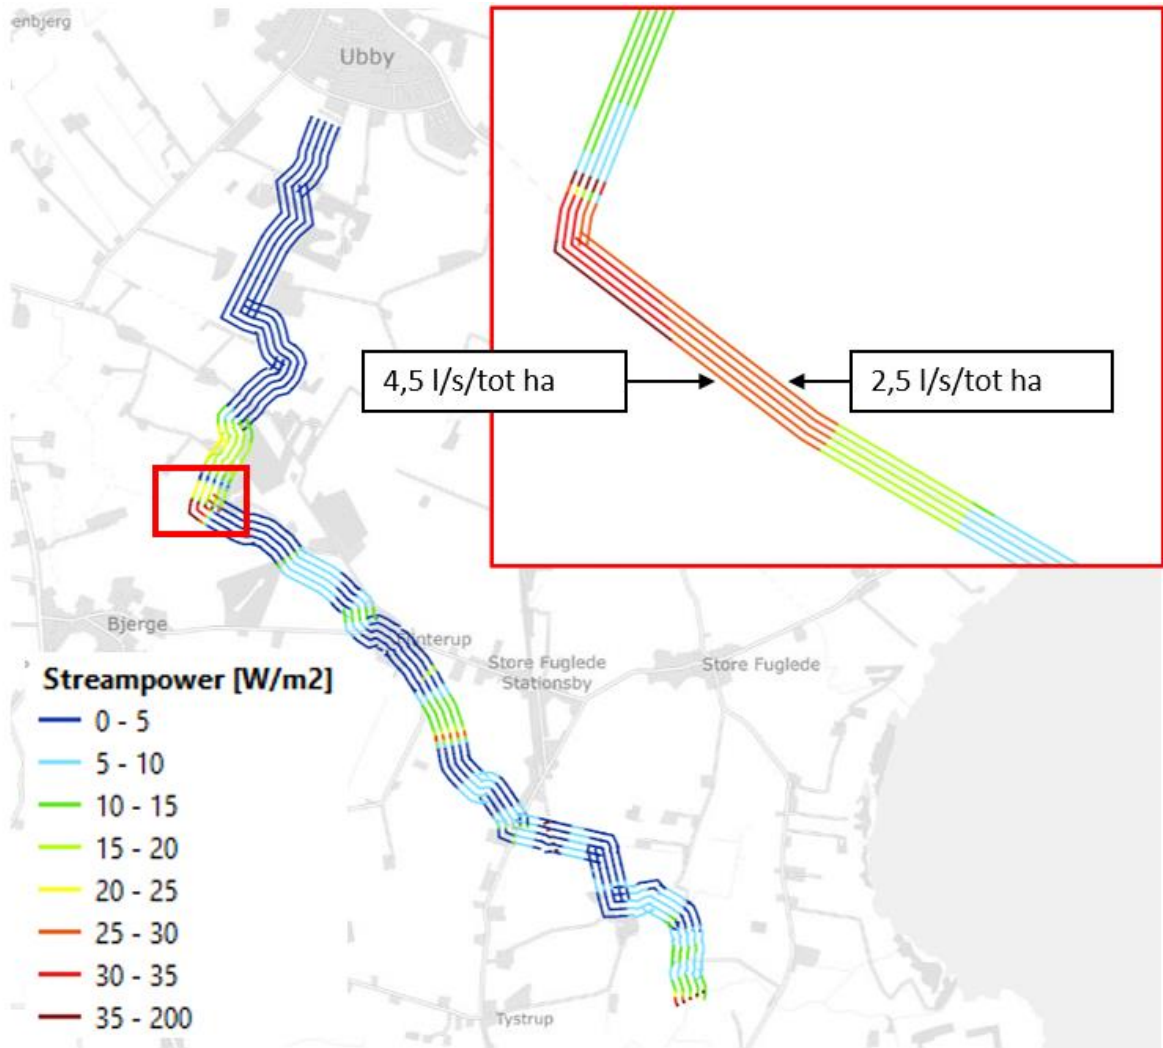 enbjerg
Ubby
4,5 l/s/tot ha
2,5 l/s/tot ha
Bjerge
Store Fuglede
Stationsby
Store Fuglede
Streampower [W/m2]
0 - 5
5 - 10
10 - 15
15 - 20
20 - 25
25 - 30
30 - 35
35 - 200
Tystrup